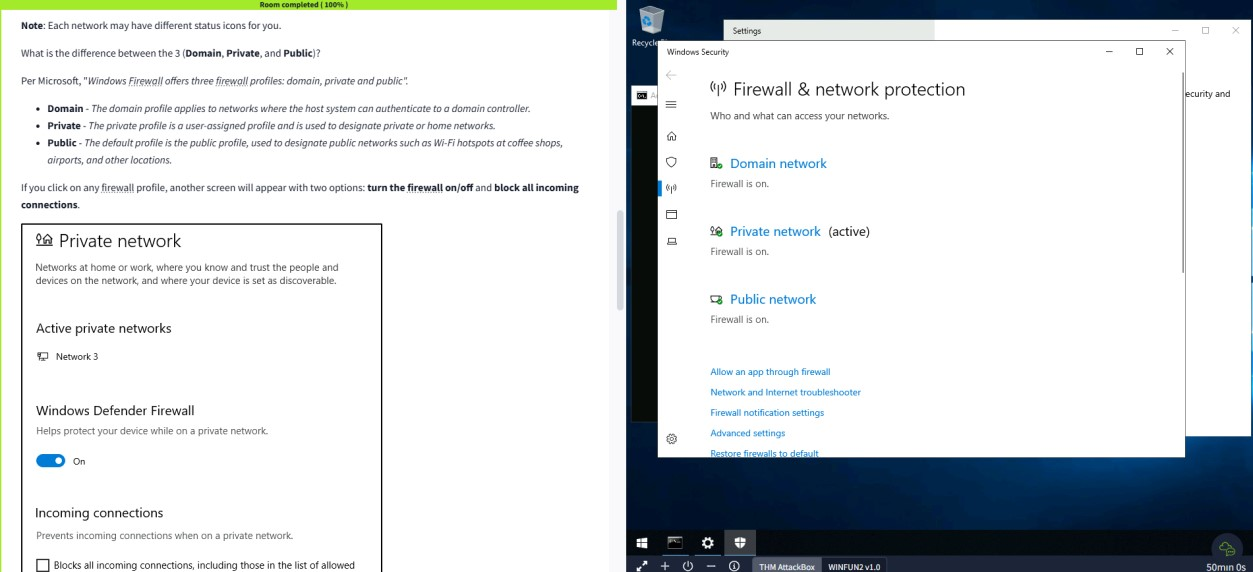 Room completed ( 100% )
Note: Each network may have different status icons for you.
What is the difference between the 3 (Domain, Private, and Public)?
Per Microsoft, "Windows Firewall offers three firewall profiles: domain, private and public".
Domain - The domain profile applies to networks where the host system can authenticate to a domain controller.
Private - The private profile is a user-assigned profile and is used to designate private or home networks.
Public - The default profile is the public profile, used to designate public networks such as Wi-Fi hotspots at coffee shops,
airports, and other locations.
If you click on any firewall profile, another screen will appear with two options: turn the firewall on/off and block all incoming
connections.
Private network
Networks at home or work, where you know and trust the people and
devices on the network, and where your device is set as discoverable.
Active private networks
Network 3
Windows Defender Firewall
Helps protect your device while on a private network.
On
Incoming connections
Prevents incoming connections when on a private network.
Blocks all incoming connections, including those in the list of allowed
Settings
Windows Security
ecurity and
Firewall & network protection
Who and what can access your networks.
Domain network
Firewall is on.
Private network (active)
Firewall is on.
Public network
Firewall is on.
Allow an app through firewall
Network and Internet troubleshooter
Firewall notification settings
Advanced settings
Restore firewalls to default
THM AttackBox
WINFUN2 v1.0
50min 0s